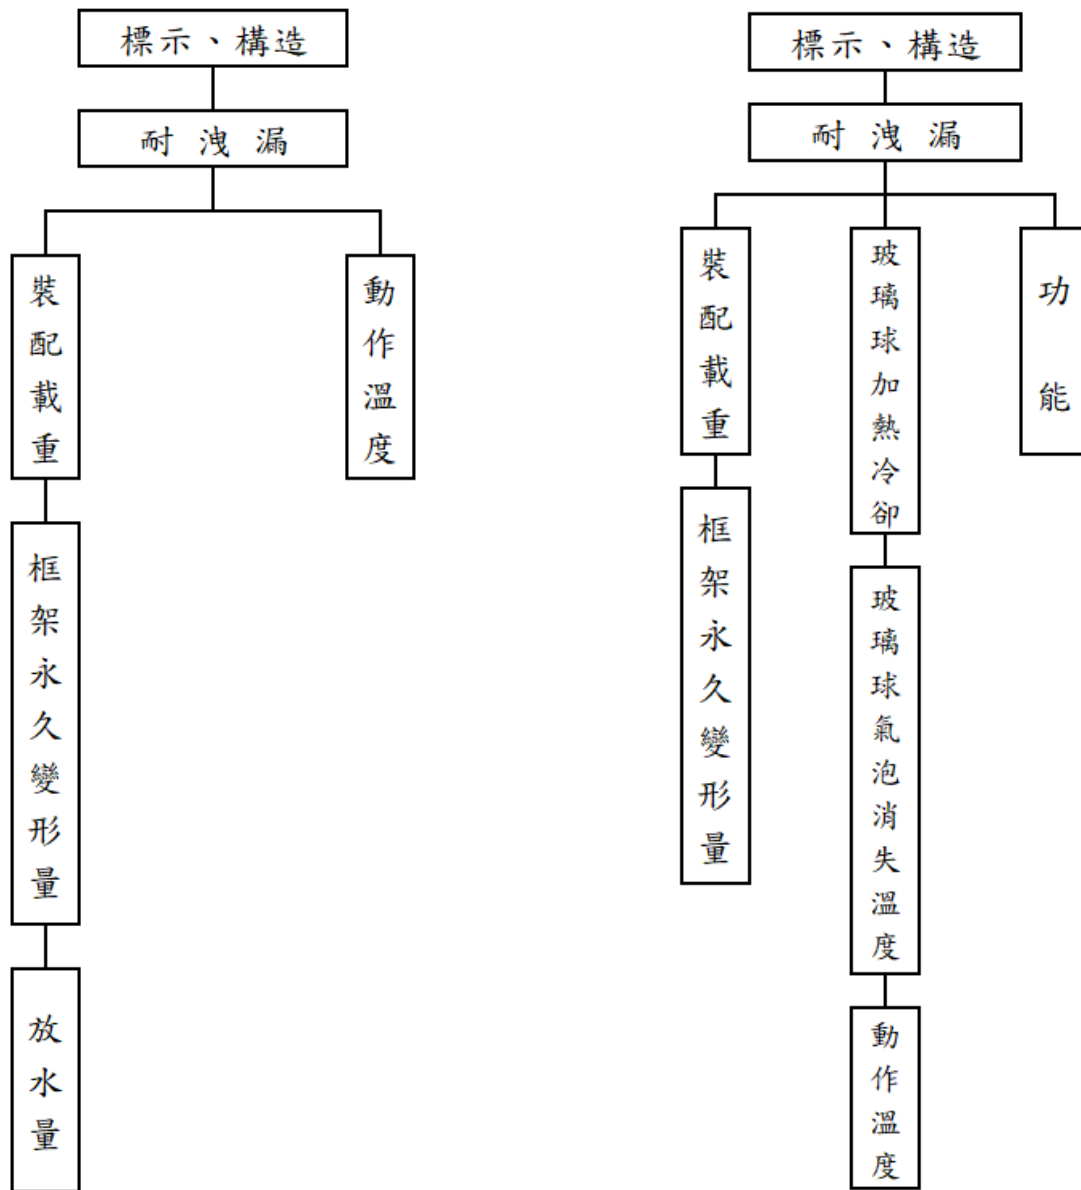 標示、構造
耐洩漏
裝配載重
動作溫度
框架永久變形量
放水量
標示、構造
耐洩漏
裝配載重
玻璃球加熱冷卻
功能
框架永久變形量
玻璃球氣泡消失溫度
動作溫度